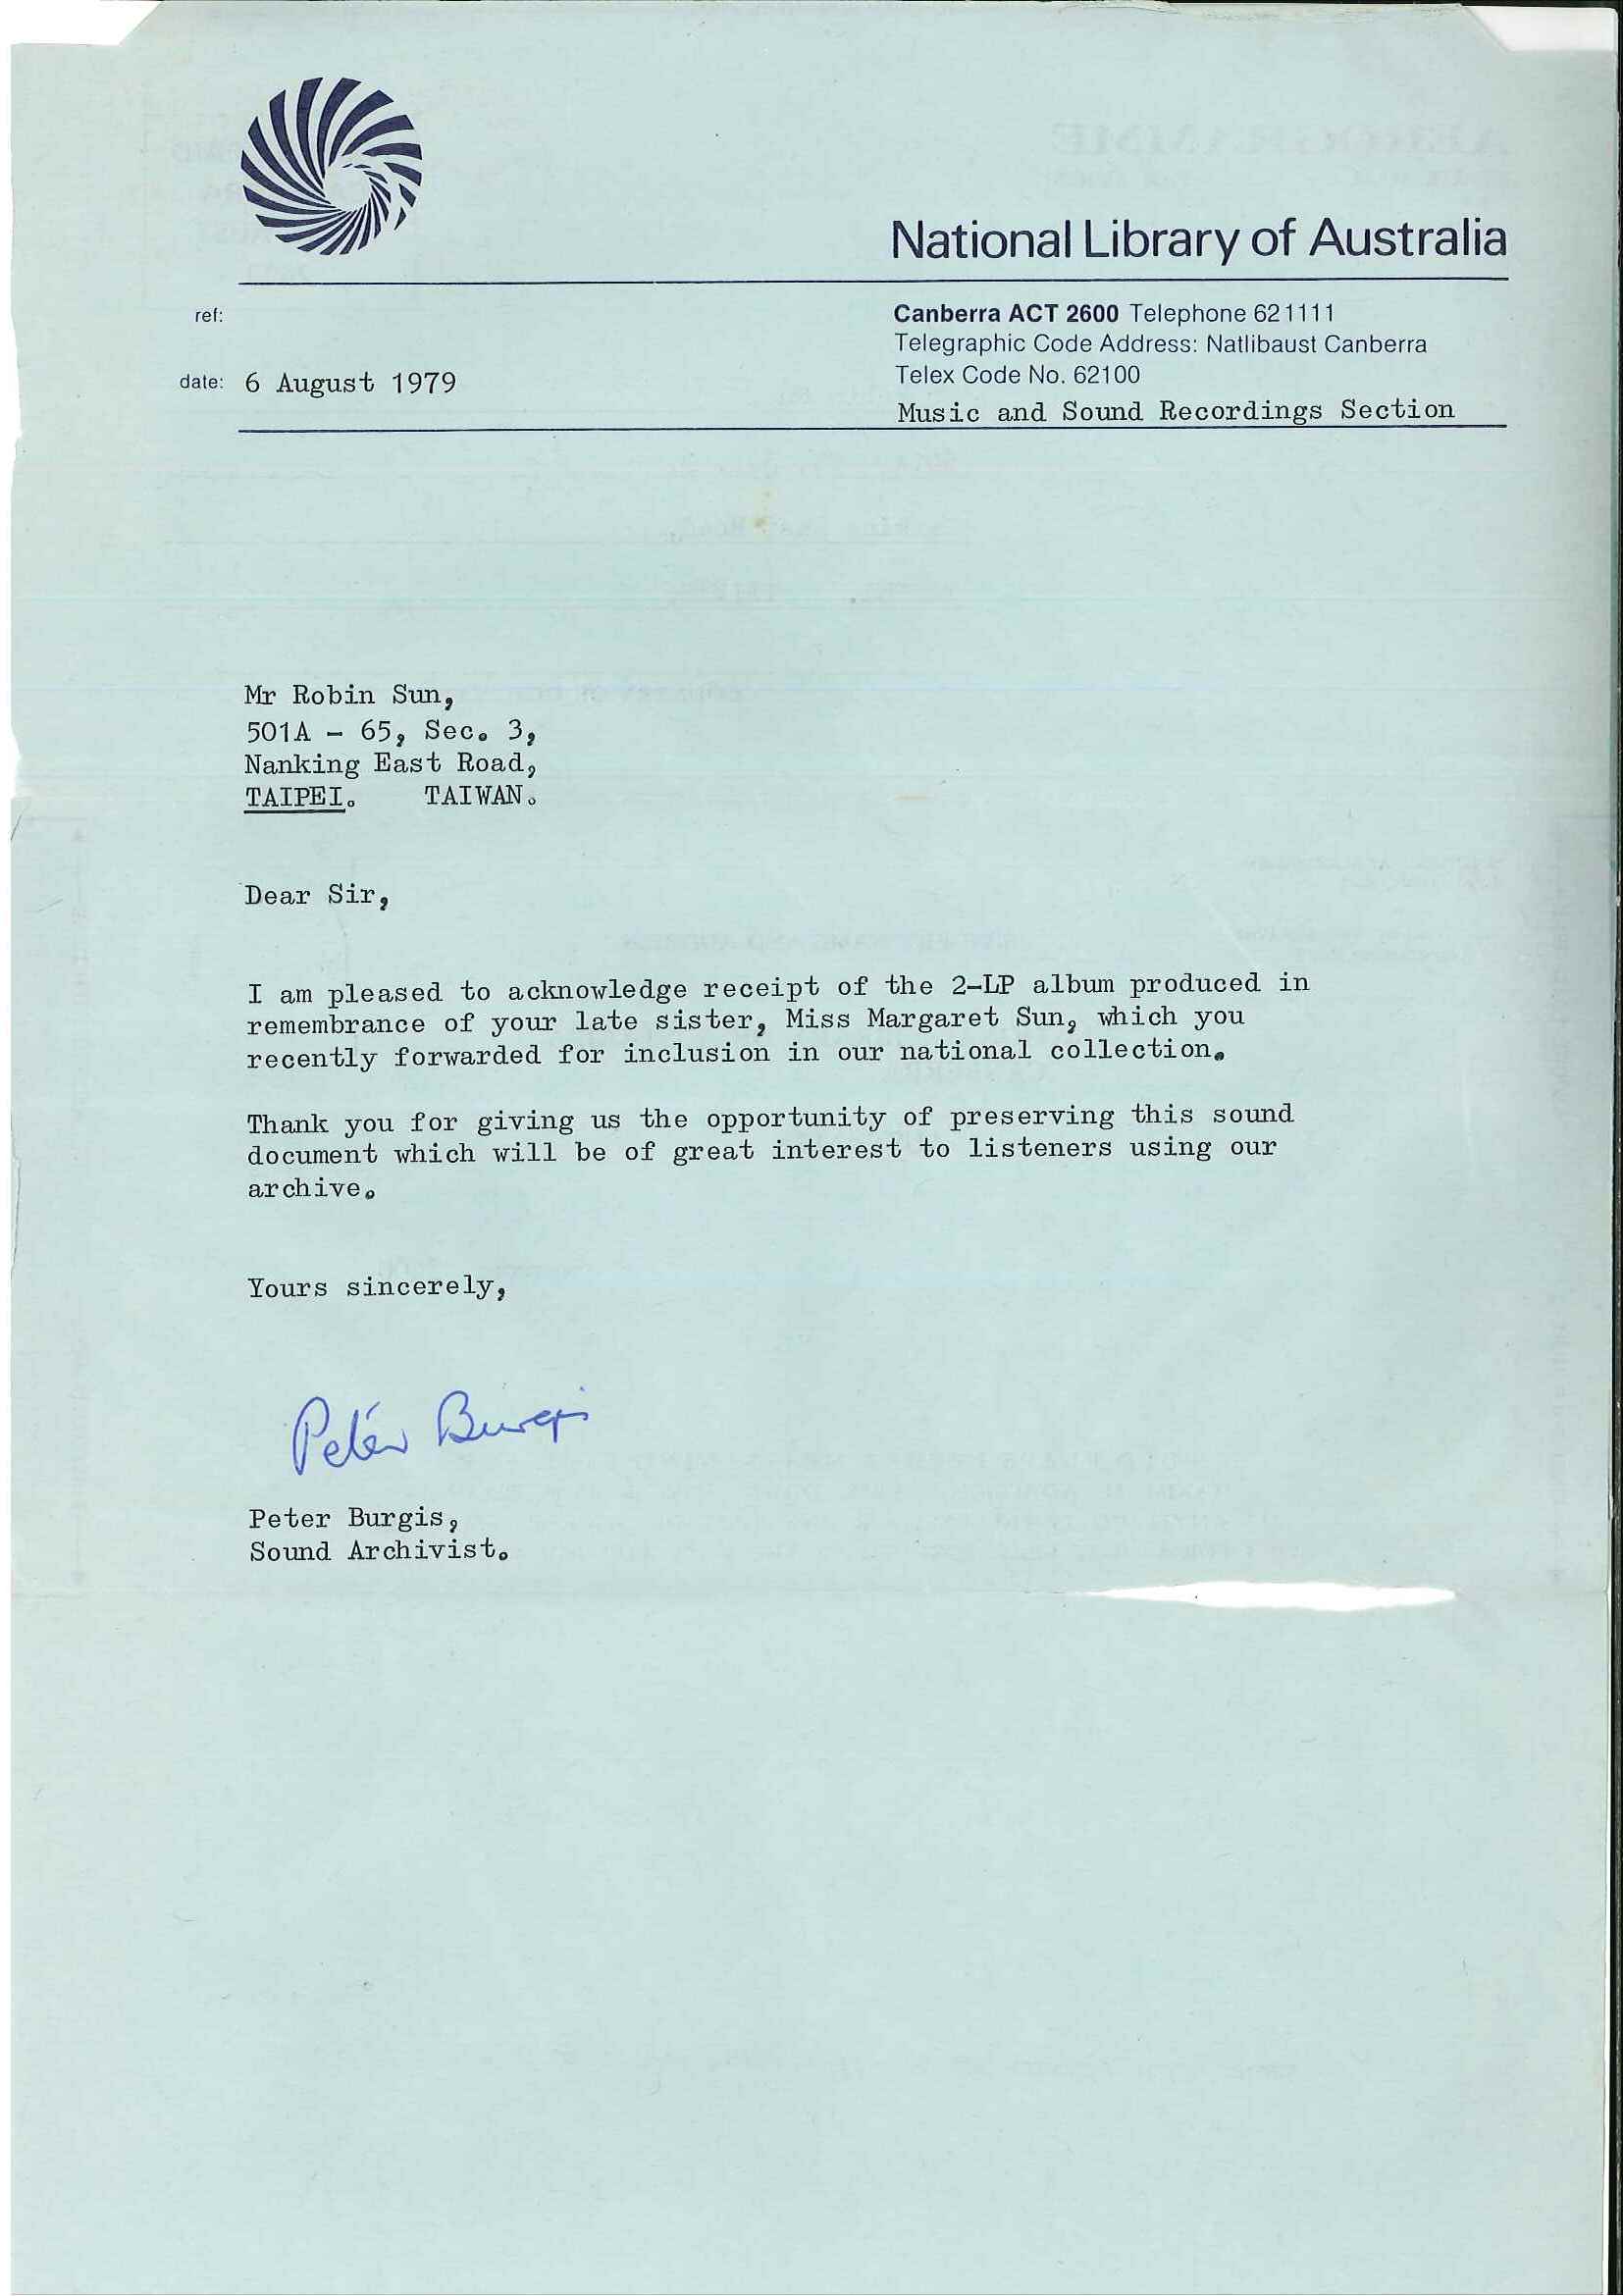 National Library of Australia
ref:
Canberra ACT 2600 Telephone 621111
Telegraphic Code Address: Natlibaust Canberra
date: 6 August 1979
Telex Code No. 62100
Music and Sound Recordings Section
Mr Robin Sun,
501A - 65, Sec. 3,
Nanking East Road,
TAIPEI. TAIWAN.
Dear Sir,
I am pleased to acknowledge receipt of the 2-LP album produced in
remembrance of your late sister, Miss Margaret Sun, which you
recently forwarded for inclusion in our national collection.
Thank you for giving us the opportunity of preserving this sound
document which will be of great interest to listeners using our
archive.
Yours sincerely,
Peter Burgis
Peter Burgis,
Sound Archivist.